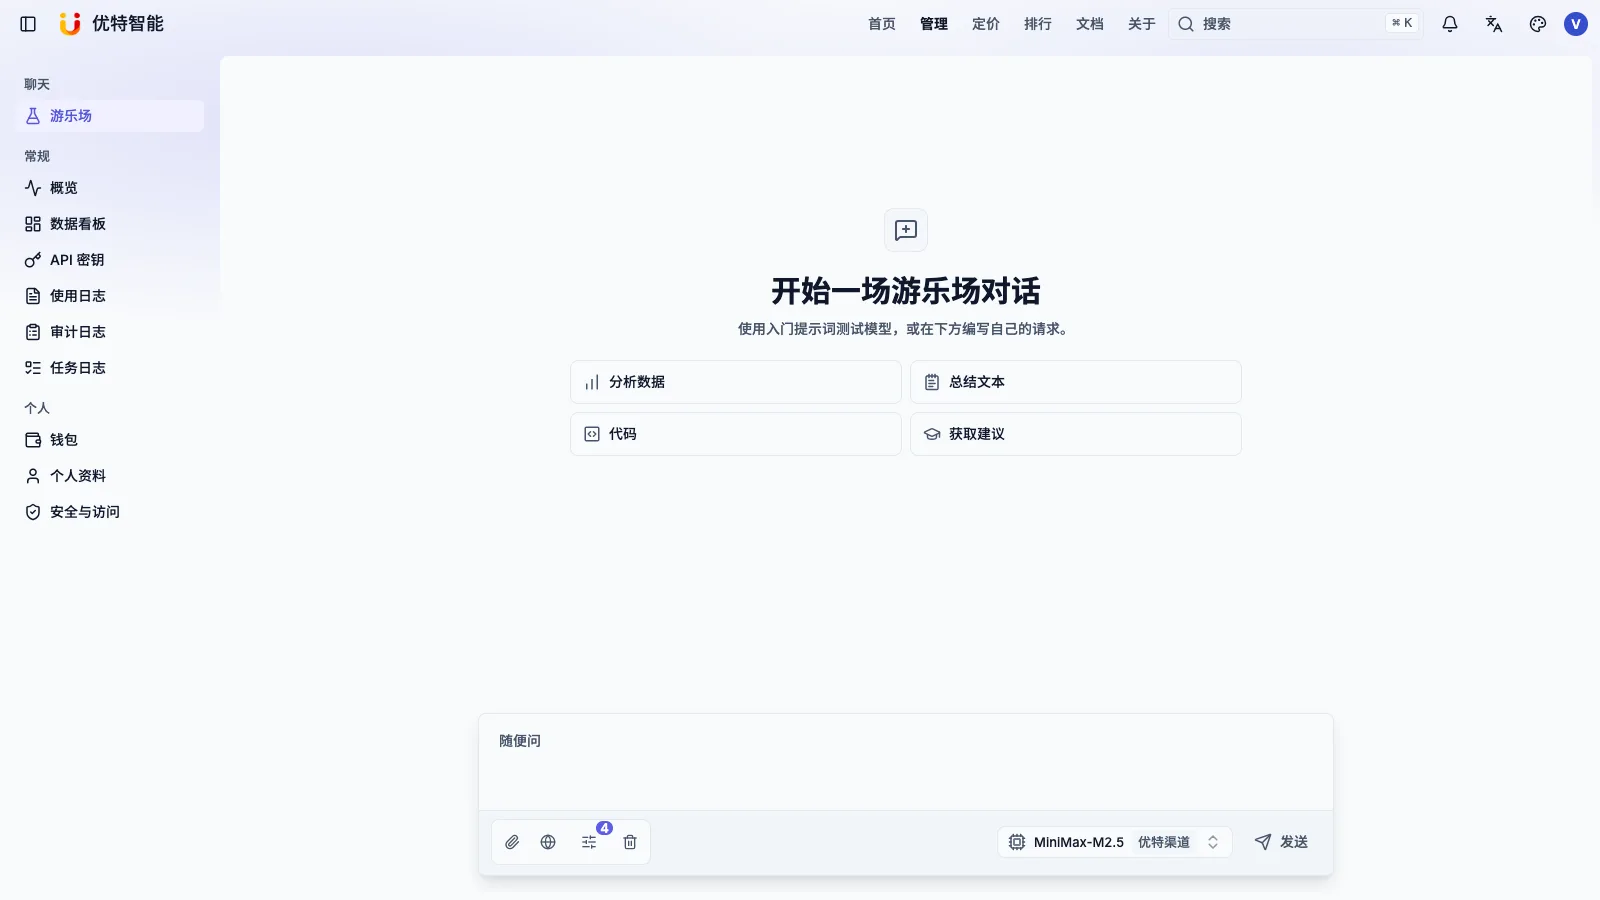 优特智能
首页 管理 定价 排行 文档 关于 搜索 ⌘ K V
聊天
游乐场
常规
概览
数据看板
API 密钥
使用日志
审计日志
任务日志
个人
钱包
个人资料
安全与访问
开始一场游乐场对话
使用入门提示词测试模型，或在下方编写自己的请求。
分析数据 总结文本
代码 获取建议
随便问
4
MiniMax-M2.5 优特渠道 发送